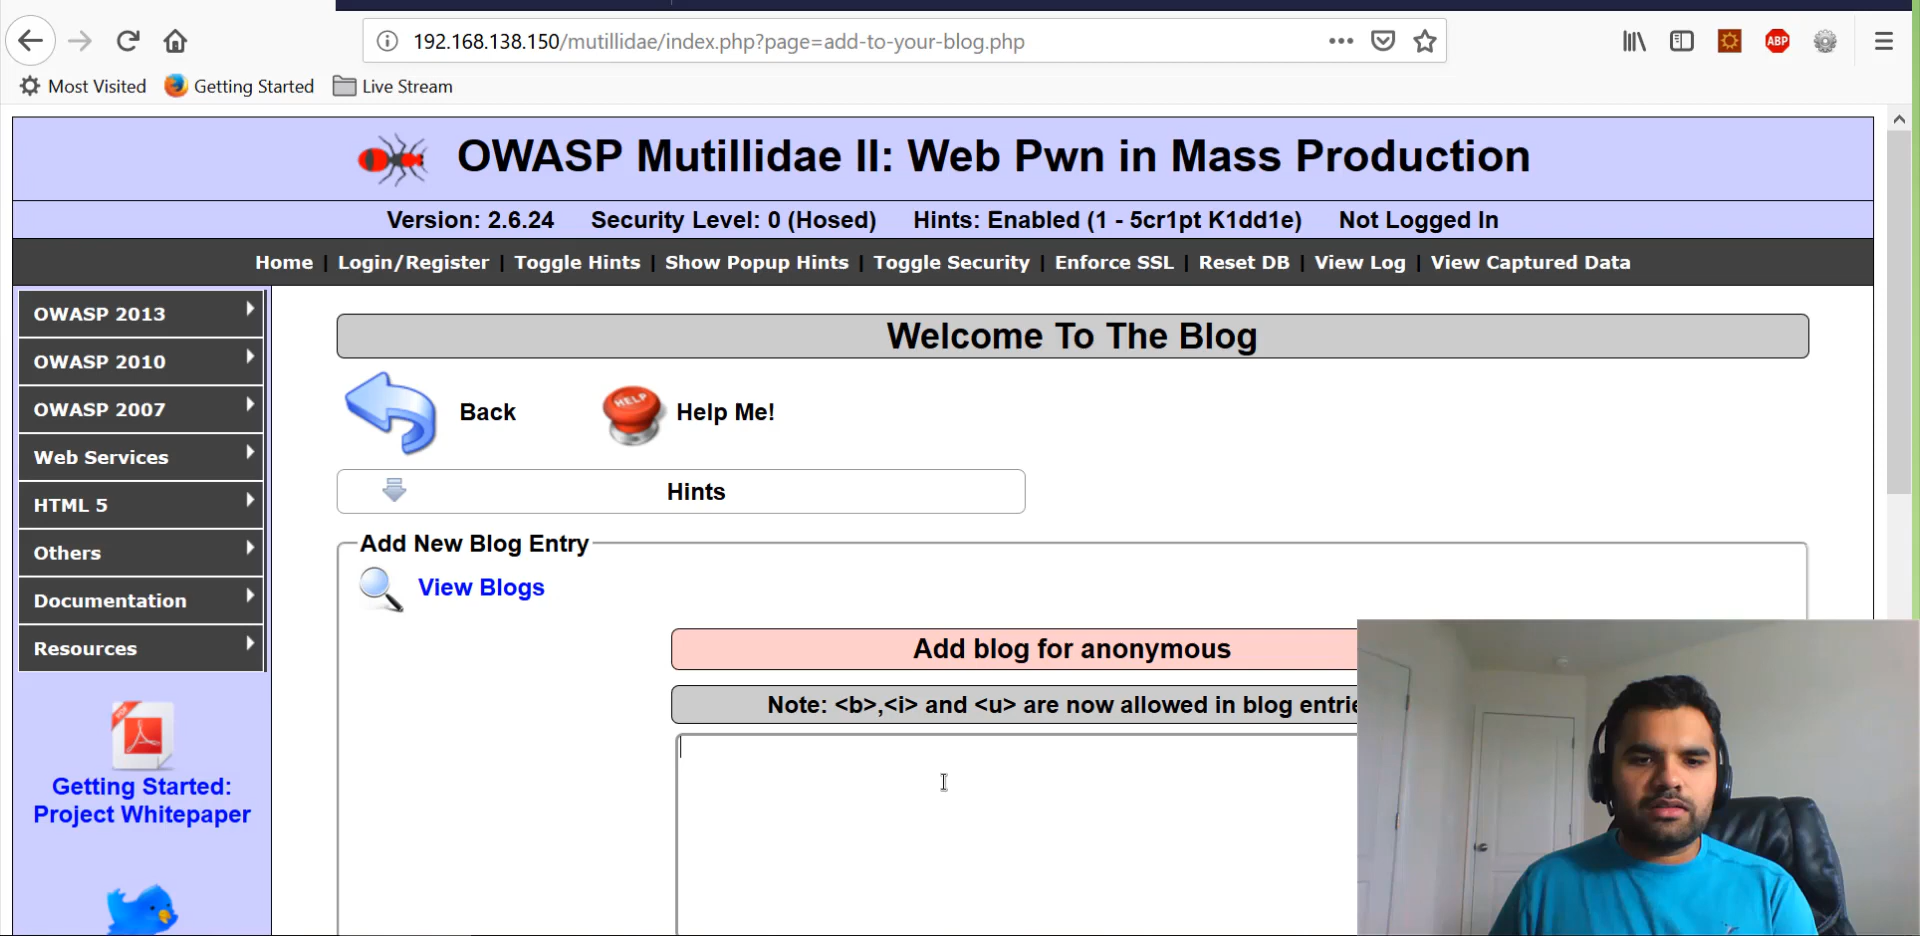 192.168.138.150/mutillidae/index.php?page=add-to-your-blog.php
ABP
Most Visited Getting Started Live Stream
OWASP Mutillidae II: Web Pwn in Mass Production
Version: 2.6.24 Security Level: 0 (Hosed) Hints: Enabled (1 - 5cr1pt K1dd1e) Not Logged In
Home | Login/Register | Toggle Hints | Show Popup Hints | Toggle Security | Enforce SSL | Reset DB | View Log | View Captured Data
OWASP 2013
OWASP 2010
OWASP 2007
Web Services
HTML 5
Others
Documentation
Resources
PDF
Getting Started:
Project Whitepaper
Welcome To The Blog
Back
HELP
Help Me!
Hints
Add New Blog Entry
View Blogs
Add blog for anonymous
Note: <b>,<i> and <u> are now allowed in blog entrie